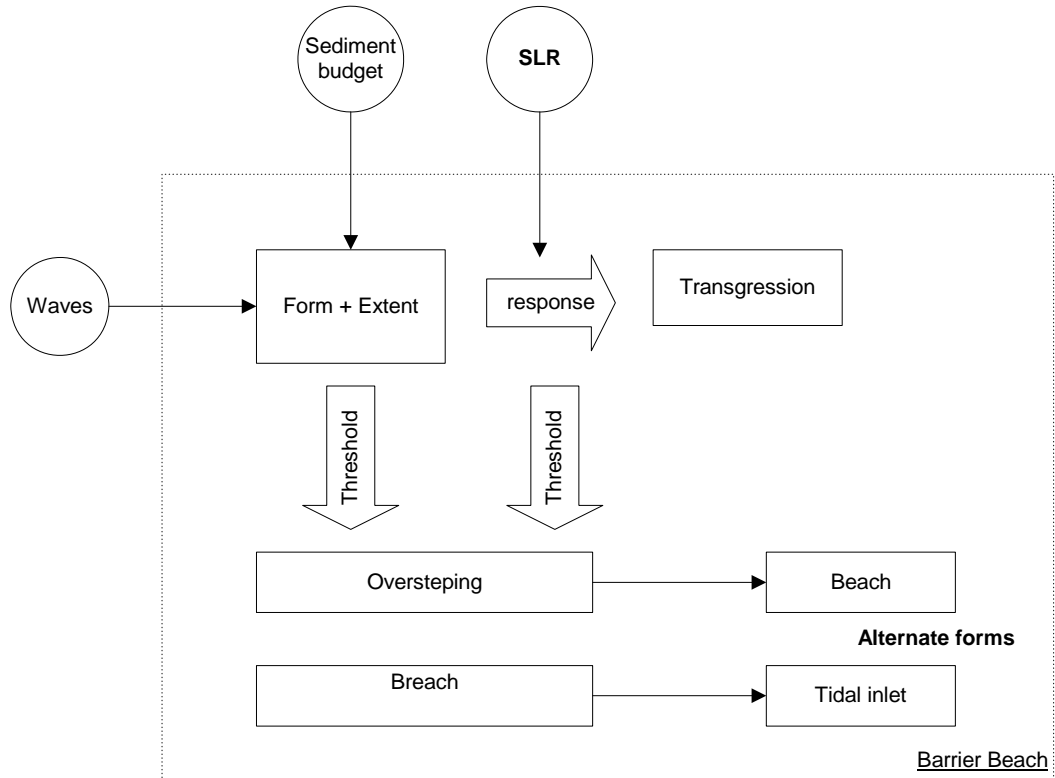 Sediment
budget
SLR
Waves
Form + Extent
response
Transgression
Threshold
Threshold
Oversteping
Beach
Alternate forms
Breach
Tidal inlet
Barrier Beach